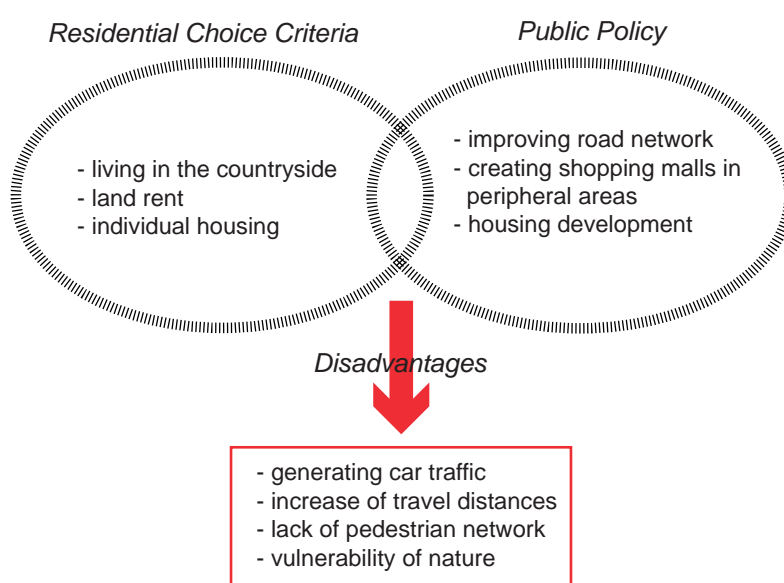 Residential Choice Criteria
Public Policy
- living in the countryside
- land rent
- individual housing
- improving road network
- creating shopping malls in
peripheral areas
- housing development
Disadvantages
- generating car traffic
- increase of travel distances
- lack of pedestrian network
- vulnerability of nature